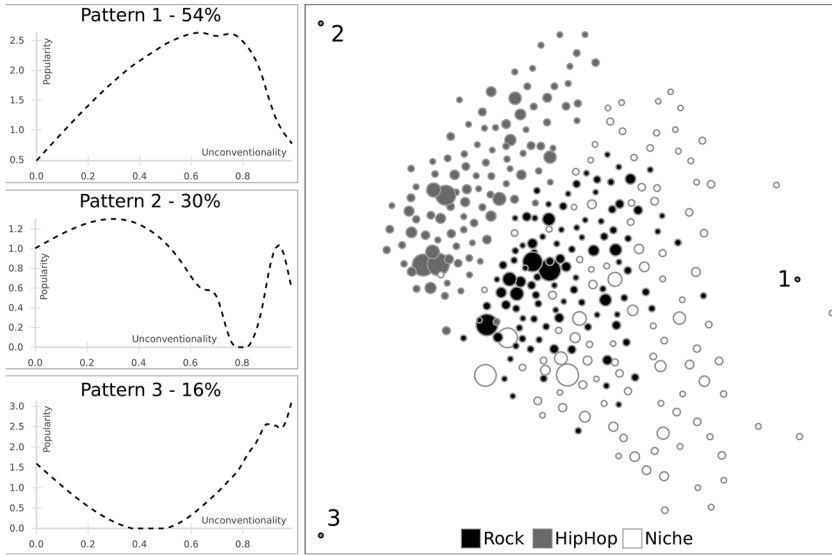 Pattern 1 - 54%
Popularity
2.5
2.0
1.5
1.0
0.5
Unconventionality
0.0 0.2 0.4 0.6 0.8
Pattern 2 - 30%
Popularity
1.2
1.0
0.8
0.6
0.4
0.2
0.0
Unconventionality
0.0 0.2 0.4 0.6 0.8
Pattern 3 - 16%
Popularity
3.0
2.5
2.0
1.5
1.0
0.5
0.0
Unconventionality
0.0 0.2 0.4 0.6 0.8
2
1
3
Rock HipHop Niche